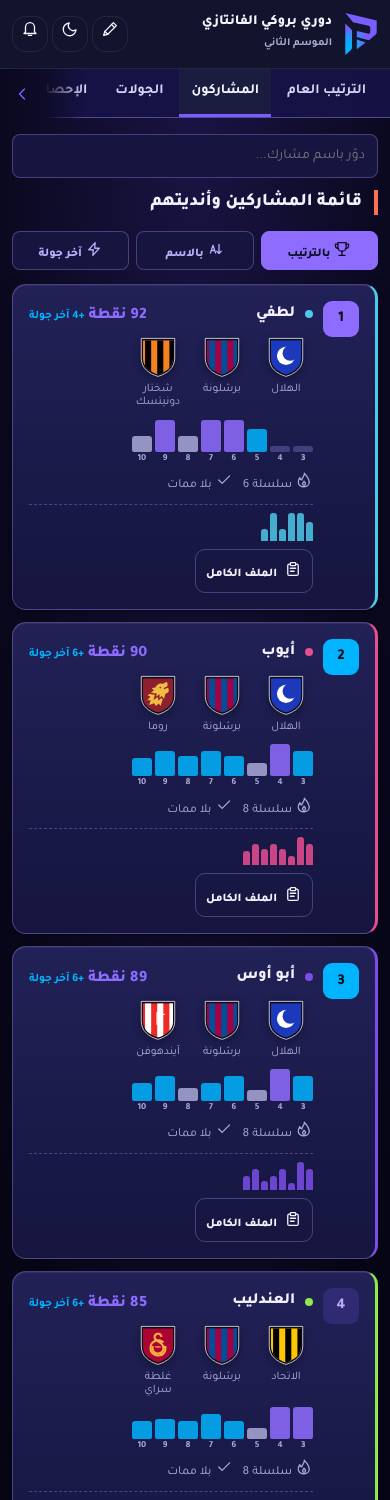 دوري بروكي الفانتازي
الموسم الثاني
الترتيب العام
المشاركون
الجولات
الإحصا
دوّر باسم مشارك...
قائمة المشاركين وأنديتهم
بالترتيب
بالاسم
آخر جولة
1
لطفي
92 نقطة +4 آخر جولة
الهلال
برشلونة
شختار
دونيتسك
3 4 5 6 7 8 9 10
سلسلة 6
بلا ممات
الملف الكامل
2
أيوب
90 نقطة +6 آخر جولة
الهلال
برشلونة
روما
3 4 5 6 7 8 9 10
سلسلة 8
بلا ممات
الملف الكامل
3
أبو أوس
89 نقطة +6 آخر جولة
الهلال
برشلونة
آيندهوفن
3 4 5 6 7 8 9 10
سلسلة 8
بلا ممات
الملف الكامل
4
العندليب
85 نقطة +6 آخر جولة
الاتحاد
برشلونة
غلطة
سراي
3 4 5 6 7 8 9 10
سلسلة 8
بلا ممات